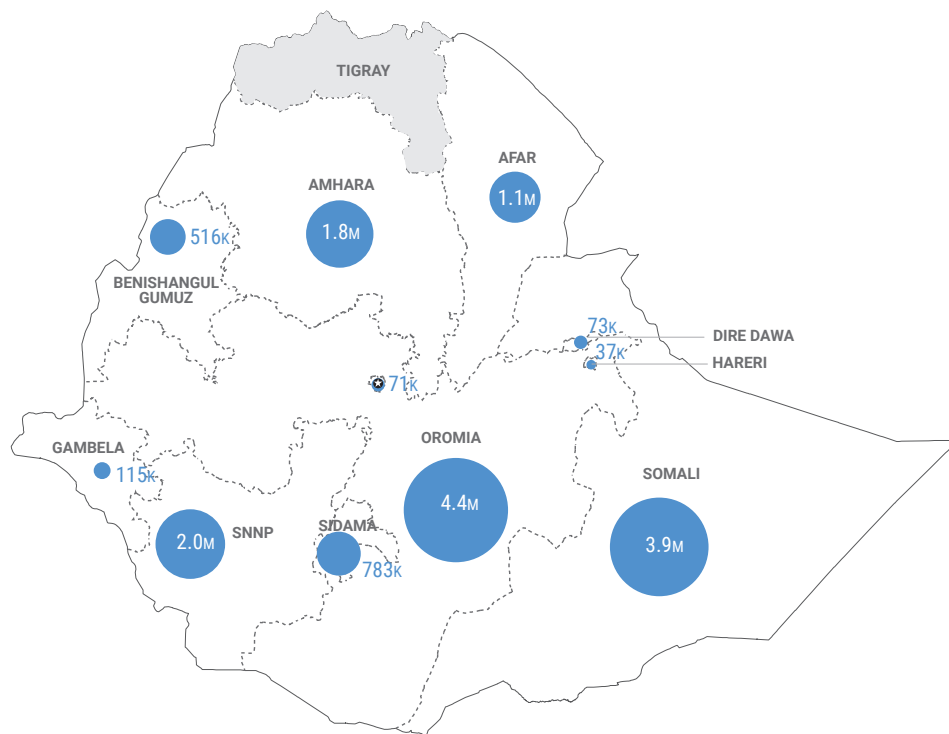 TIGRAY
AFAR
1.1M
AMHARA
1.8M
516K
BENISHANGUL
GUMUZ
73K
DIRE DAWA
37K
HARERI
71K
GAMBELA
115K
OROMIA
4.4M
SOMALI
3.9M
SNNP
2.0M
SIDAMA
783K